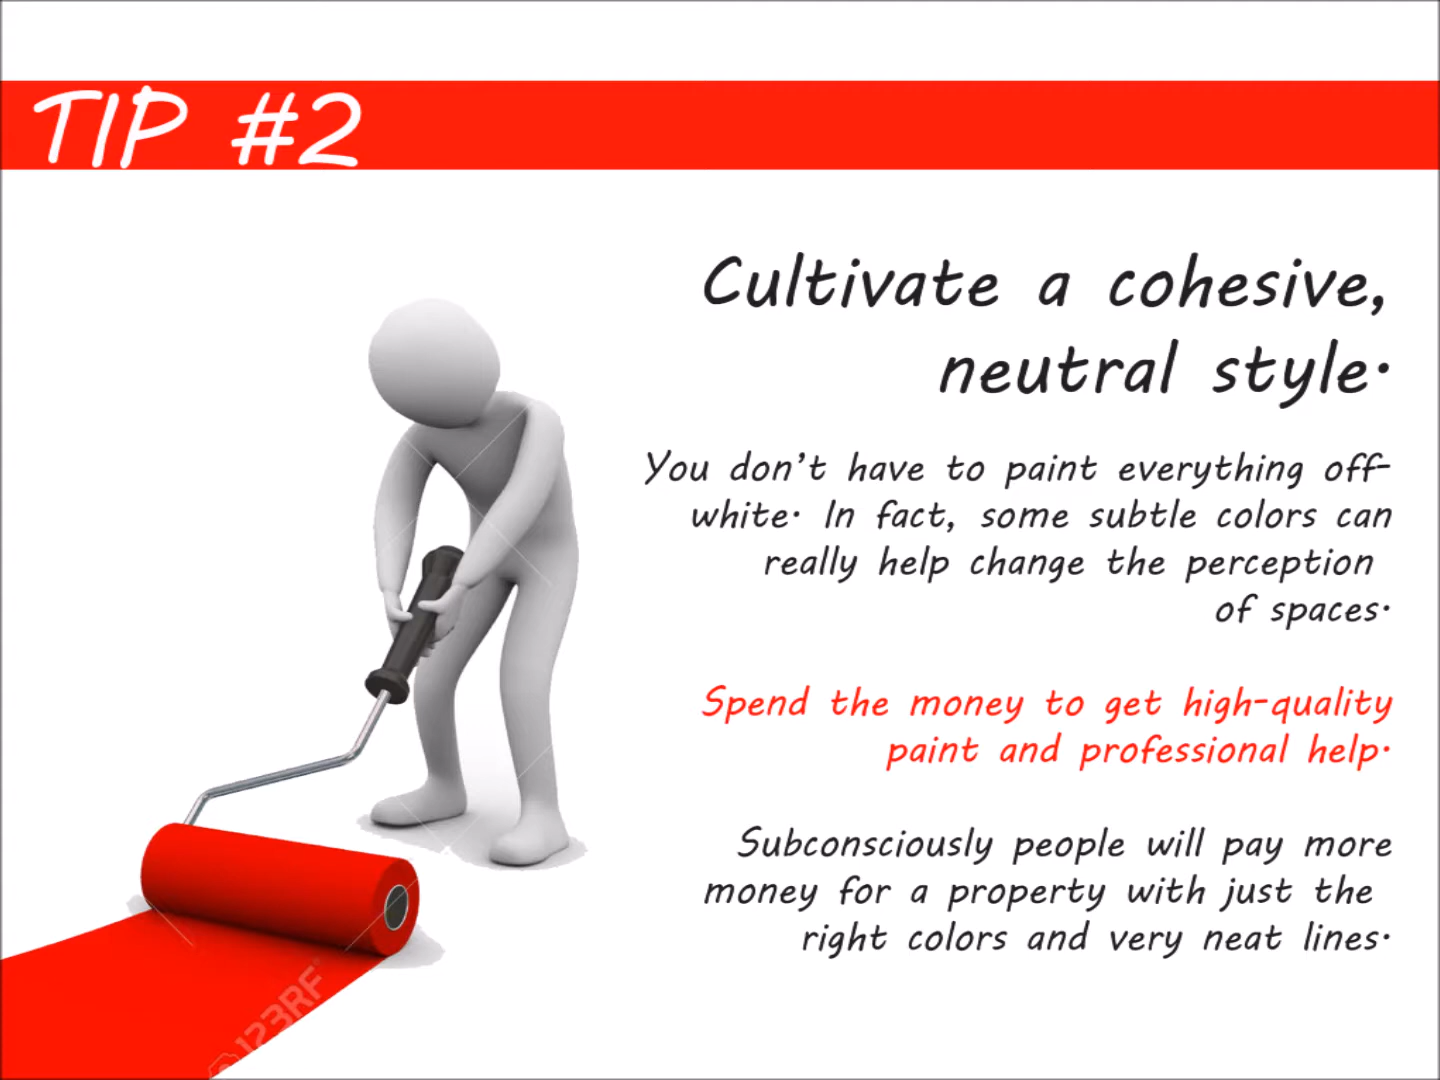 TIP #2
Cultivate a cohesive,
neutral style.
You don't have to paint everything off-
white. In fact, some subtle colors can
really help change the perception
of spaces.
Spend the money to get high-quality
paint and professional help.
Subconsciously people will pay more
money for a property with just the
right colors and very neat lines.
123RF